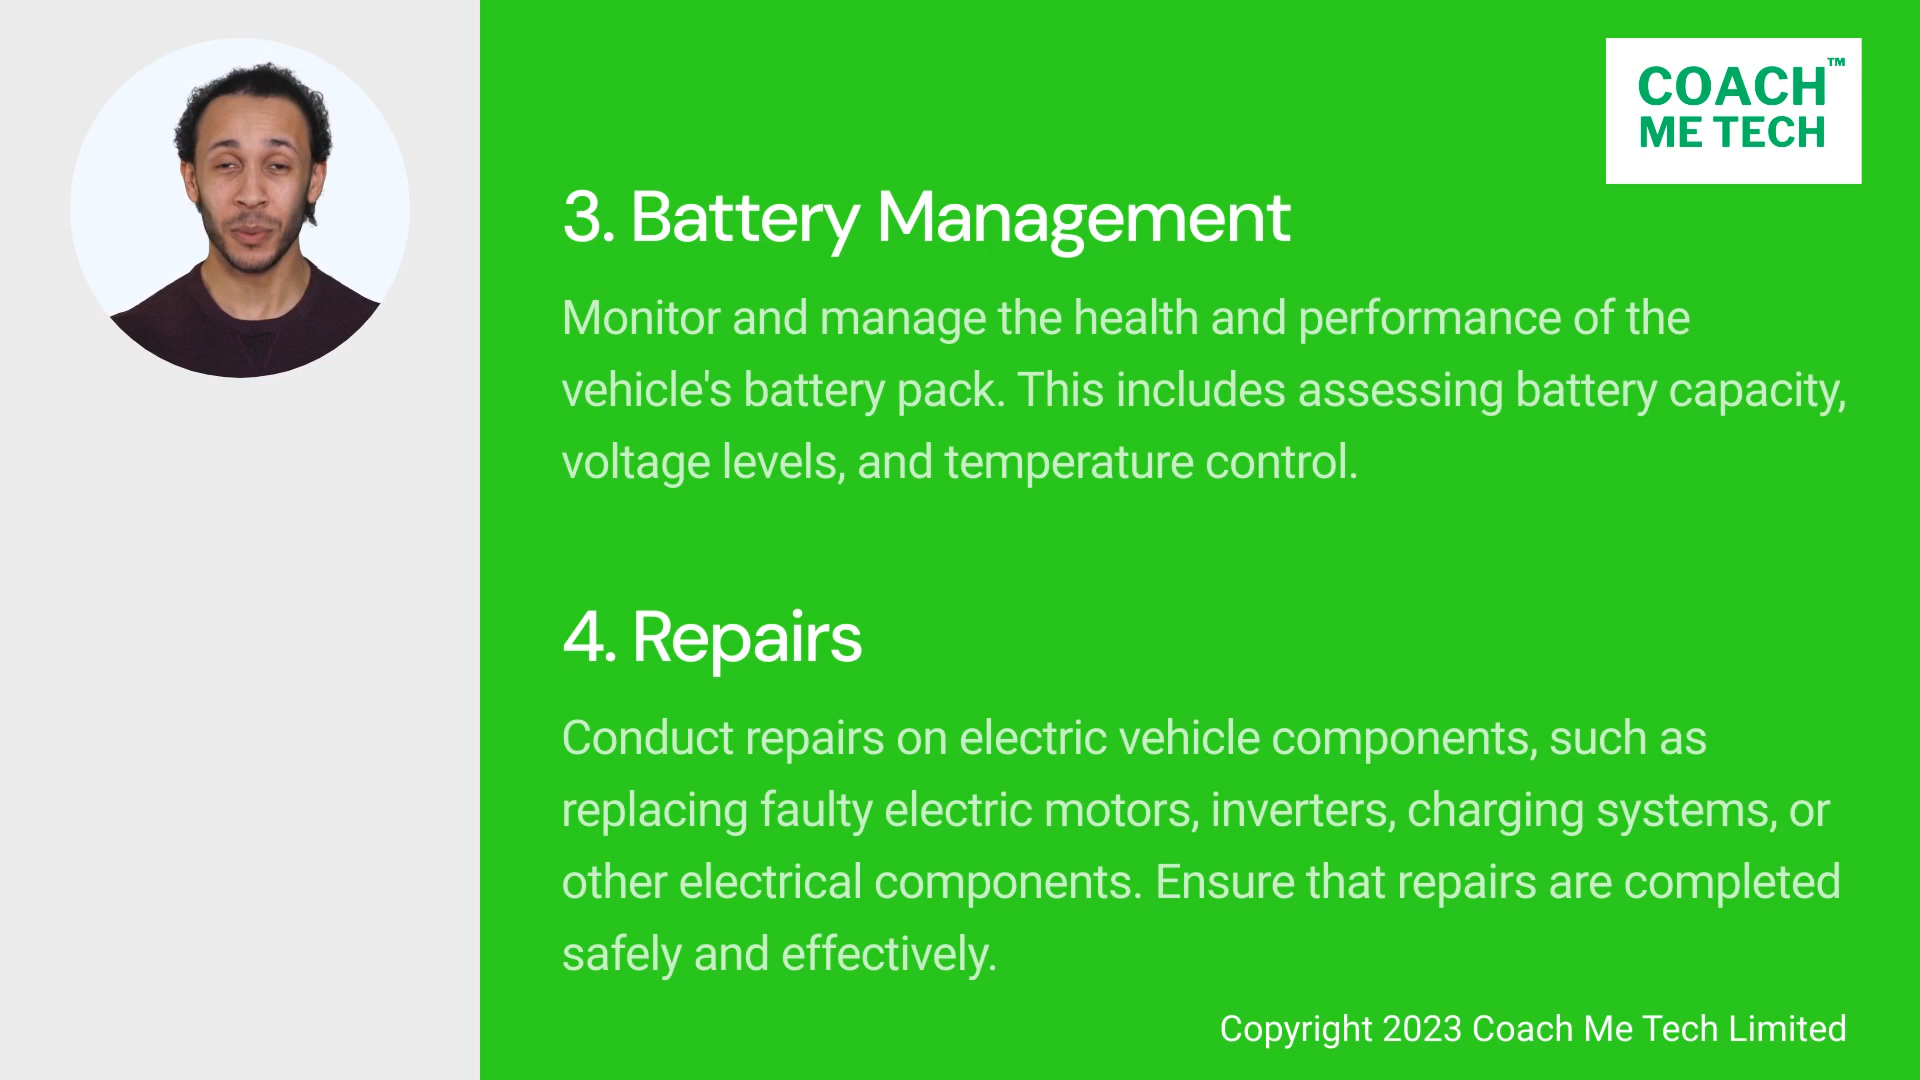 COACH™
ME TECH
3. Battery Management
Monitor and manage the health and performance of the
vehicle's battery pack. This includes assessing battery capacity,
voltage levels, and temperature control.
4. Repairs
Conduct repairs on electric vehicle components, such as
replacing faulty electric motors, inverters, charging systems, or
other electrical components. Ensure that repairs are completed
safely and effectively.
Copyright 2023 Coach Me Tech Limited